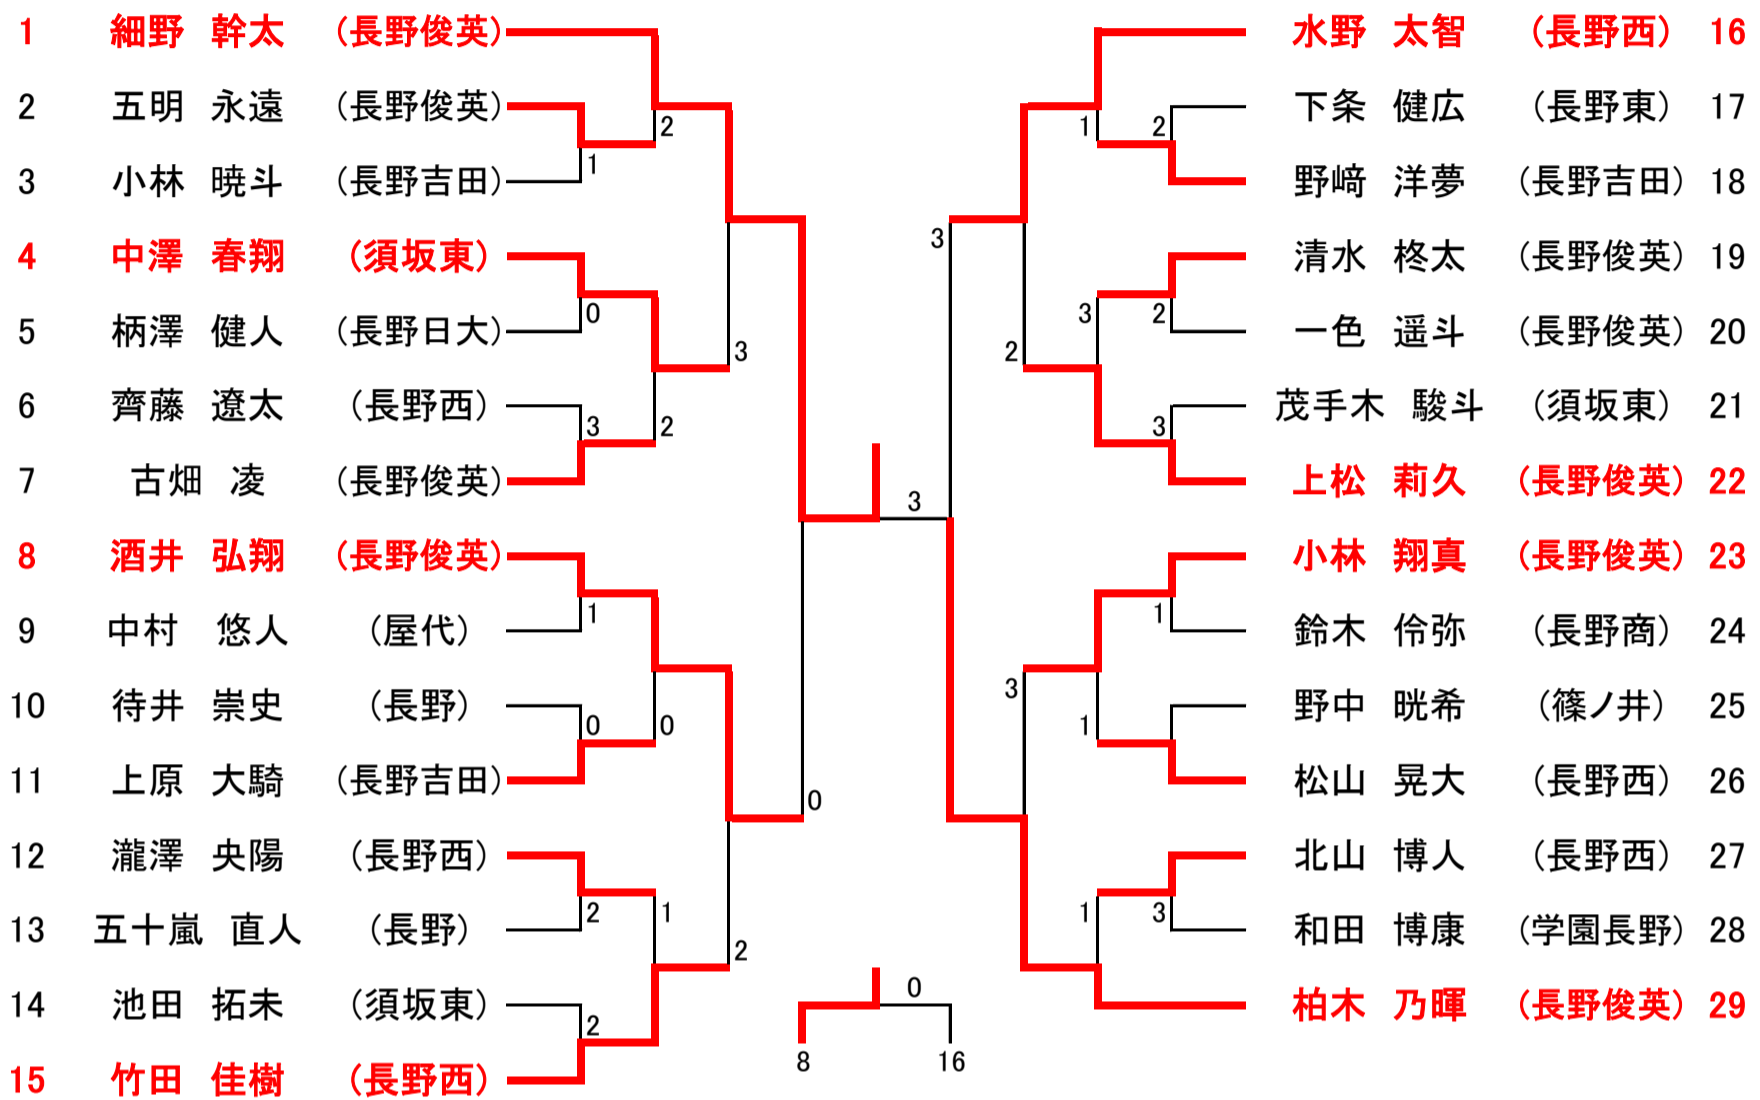 1 細野 幹太 (長野俊英)
2 五明 永遠 (長野俊英)
3 小林 暁斗 (長野吉田)
4 中澤 春翔 (須坂東)
5 柄澤 健人 (長野日大)
6 齊藤 遼太 (長野西)
7 古畑 凌 (長野俊英)
8 酒井 弘翔 (長野俊英)
9 中村 悠人 (屋代)
10 待井 崇史 (長野)
11 上原 大騎 (長野吉田)
12 瀧澤 央陽 (長野西)
13 五十嵐 直人 (長野)
14 池田 拓未 (須坂東)
15 竹田 佳樹 (長野西)
2
1
0
3
3
2
1
0
0
0
2
1
2
2
3
0
8
16
3
1
2
3
2
2
3
3
1
1
1
3
水野 太智 (長野西) 16
下条 健広 (長野東) 17
野﨑 洋夢 (長野吉田) 18
清水 柊太 (長野俊英) 19
一色 遥斗 (長野俊英) 20
茂手木 駿斗 (須坂東) 21
上松 莉久 (長野俊英) 22
小林 翔真 (長野俊英) 23
鈴木 伶弥 (長野商) 24
野中 晄希 (篠ノ井) 25
松山 晃大 (長野西) 26
北山 博人 (長野西) 27
和田 博康 (学園長野) 28
柏木 乃暉 (長野俊英) 29